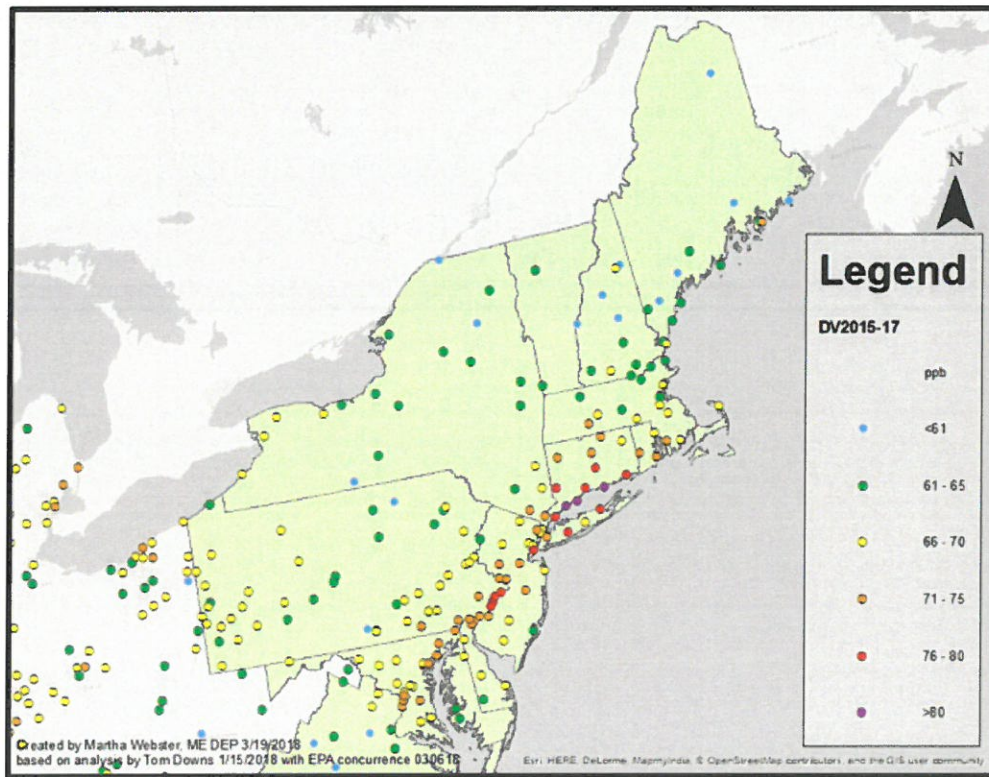 N
Legend
DV2015-17
ppb
<61
61 - 65
66 - 70
71 - 75
76 - 80
>80
Created by Martha Webster, ME DEP 3/19/2018
based on analysis by Tom Downs 1/15/2018 with EPA concurrence 030618
Esri, HERE, DeLorme, MapmyIndia, © OpenStreetMap contributors, and the GIS user community